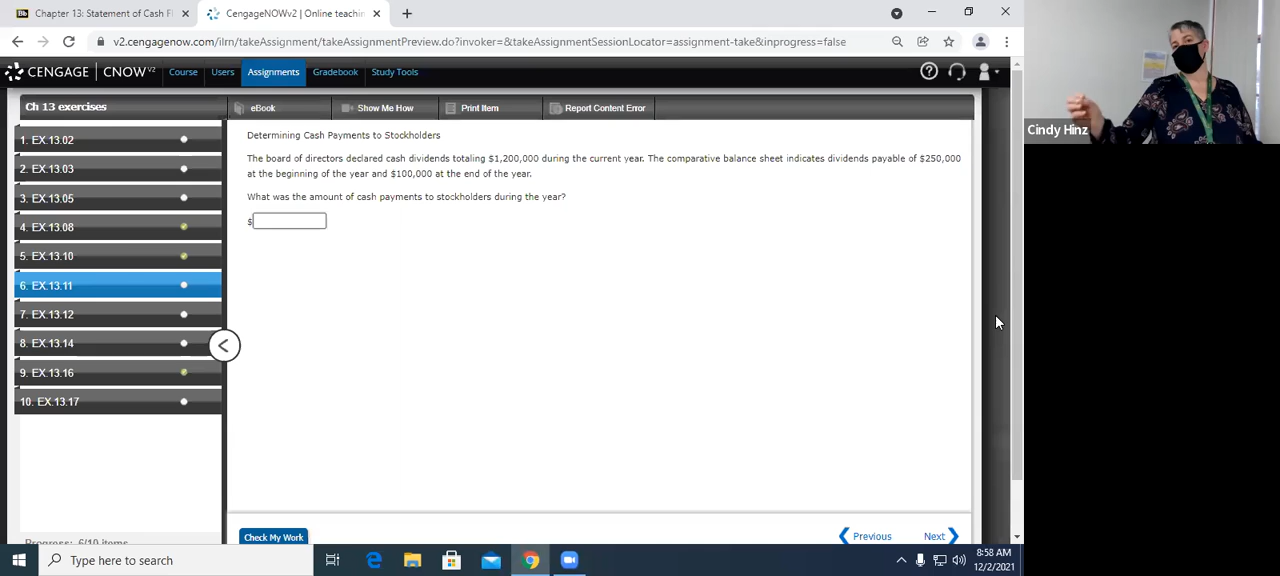 Chapter 13: Statement of Cash F
CengageNOWv2 | Online teachin
v2.cengagenow.com/ilrn/takeAssignment/takeAssignmentPreview.do?invoker=&takeAssignmentSessionLocator=assignment-take&inprogress=false
CENGAGE | CNOWV2
Course
Users
Assignments
Gradebook
Study Tools
Ch 13 exercises
eBook
Show Me How
Print Item
Report Content Error
1. EX.13.02
2. EX.13.03
3. EX.13.05
4. EX.13.08
5. EX.13.10
6. EX.13.11
7. EX.13.12
8. EX.13.14
9. EX.13.16
10. EX.13.17
Determining Cash Payments to Stockholders
The board of directors declared cash dividends totaling $1,200,000 during the current year. The comparative balance sheet indicates dividends payable of $250,000
at the beginning of the year and $100,000 at the end of the year.
What was the amount of cash payments to stockholders during the year?
$
Progress: 6/10 items
Check My Work
Previous
Next
Cindy Hinz
Type here to search
8:58 AM
12/2/2021